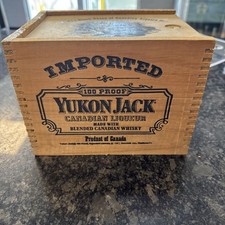 IMPORTED
100 PROOF
YUKON JACK
CANADIAN LIQUEUR
MADE WITH
BLENDED CANADIAN WHISKY
Product of Canada